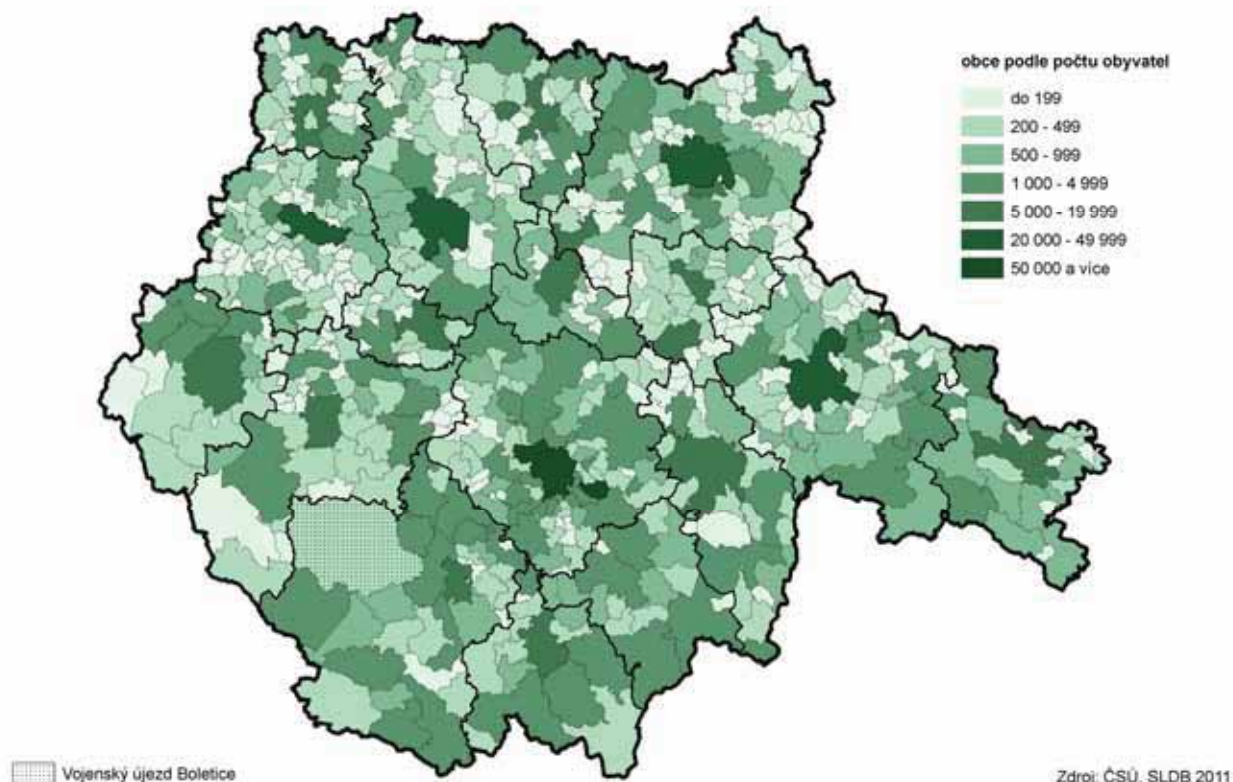 obce podle počtu obyvatel
do 199
200 - 499
500 - 999
1 000 - 4 999
5 000 - 19 999
20 000 - 49 999
50 000 a více
Vojenský újezd Boletice
Zdroj: ČSÚ, SLDB 2011